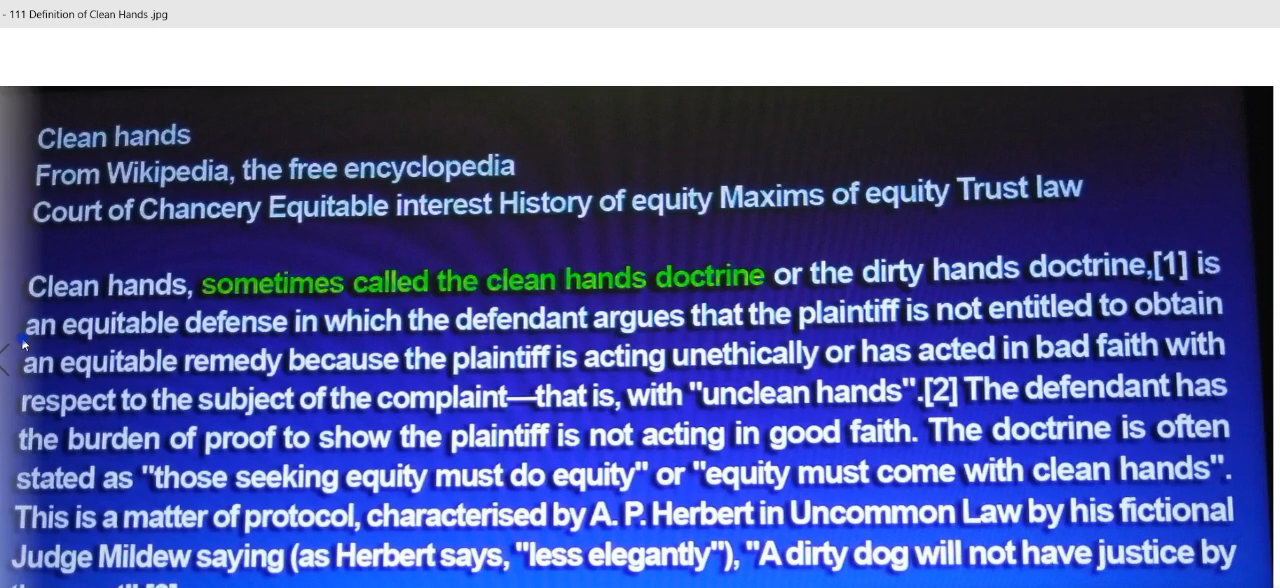 - 111 Definition of Clean Hands .jpg
Clean hands
From Wikipedia, the free encyclopedia
Court of Chancery Equitable interest History of equity Maxims of equity Trust law
Clean hands, sometimes called the clean hands doctrine or the dirty hands doctrine,[1] is
an equitable defense in which the defendant argues that the plaintiff is not entitled to obtain
an equitable remedy because the plaintiff is acting unethically or has acted in bad faith with
respect to the subject of the complaint—that is, with "unclean hands".[2] The defendant has
the burden of proof to show the plaintiff is not acting in good faith. The doctrine is often
stated as "those seeking equity must do equity" or "equity must come with clean hands".
This is a matter of protocol, characterised by A. P. Herbert in Uncommon Law by his fictional
Judge Mildew saying (as Herbert says, "less elegantly"), "A dirty dog will not have justice by